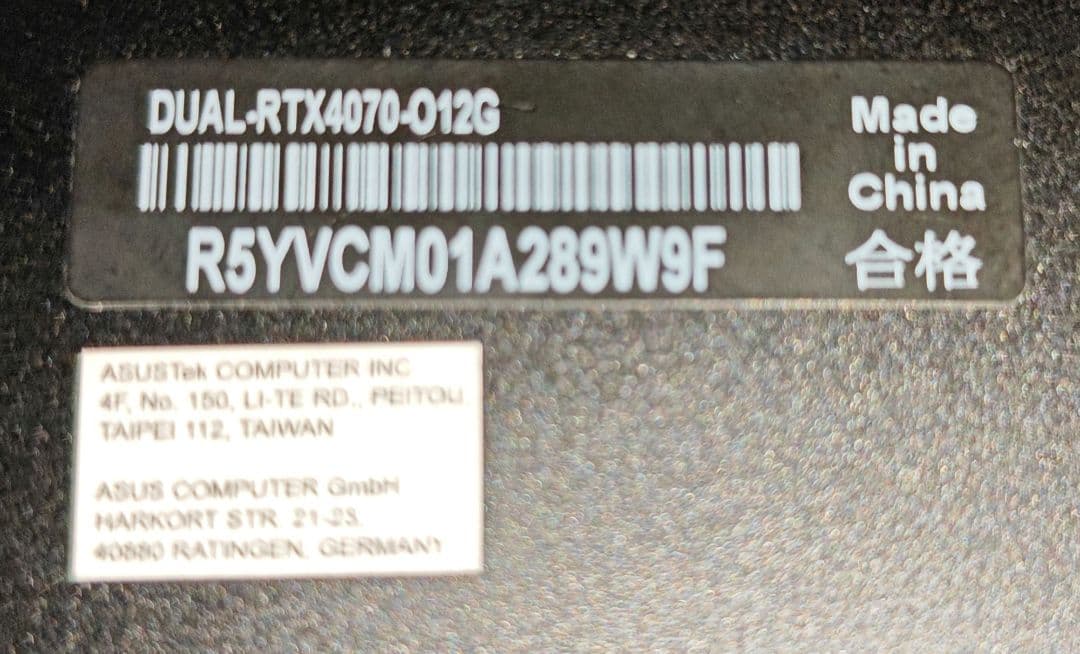 DUAL-RTX4070-O12G
R5YVCM01A289W9F
Made
in
China
合格
ASUSTek COMPUTER INC
4F, No. 150, LI-TE RD., PEITOU
TAIPEI 112, TAIWAN
ASUS COMPUTER GmbH
HARKORT STR. 21-23,
40880 RATINGEN, GERMANY